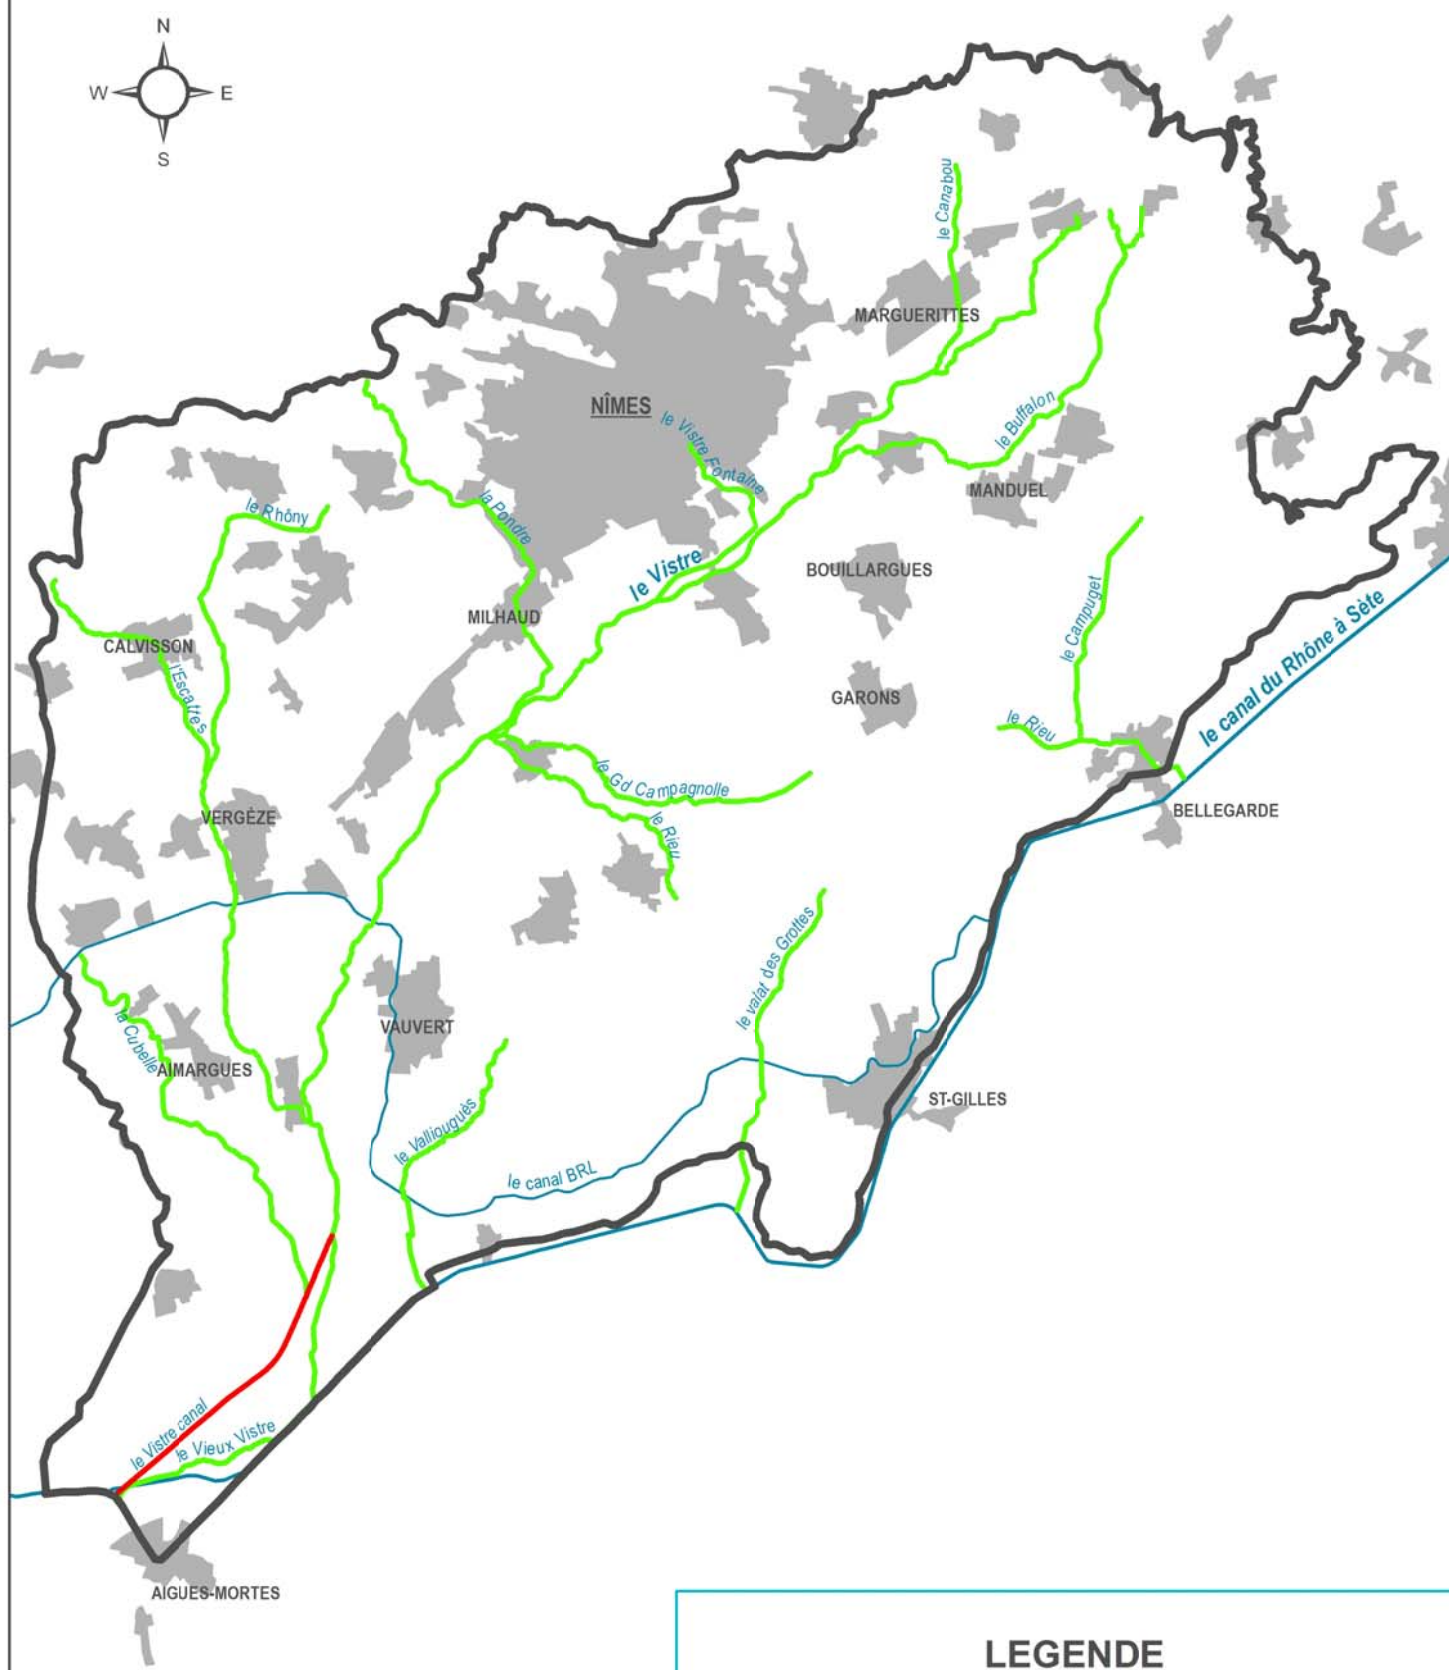 N
W E
S
le Canabou
MARGUERITTES
NÎMES
le Vistre Fontaine
le Buffalon
MANDUEL
le Rhôny
la Pondre
le Vistre
BOUILLARGUES
MILHAUD
le Campuget
le canal du Rhône à Sète
CALVISSON
l'Escattes
GARONS
le Rieu
le Gd Campagnolle
VERGÈZE
BELLEGARDE
le Rieu
le valat des Grottes
VAUVERT
la Cubelle
AIMARGUES
ST-GILLES
le Valliouguès
le canal BRL
le Vistre canal
le Vieux Vistre
AIGUES-MORTES
LEGENDE